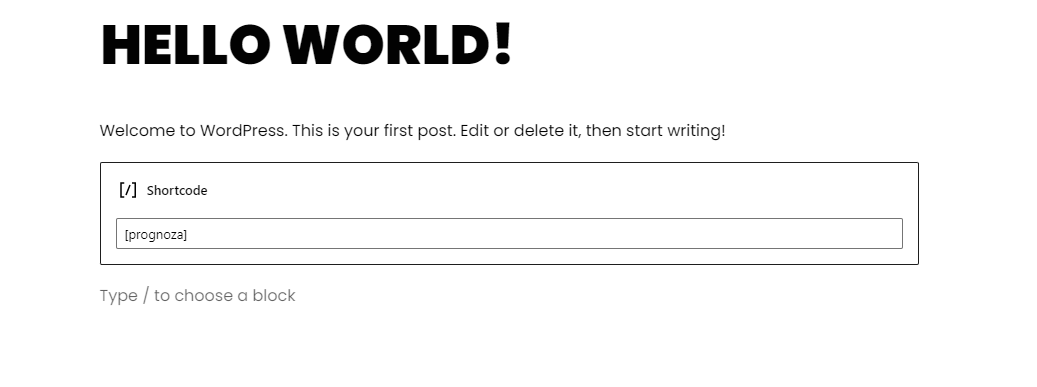 HELLO WORLD!
Welcome to WordPress. This is your first post. Edit or delete it, then start writing!
[/] Shortcode
[prognoza]
Type / to choose a block